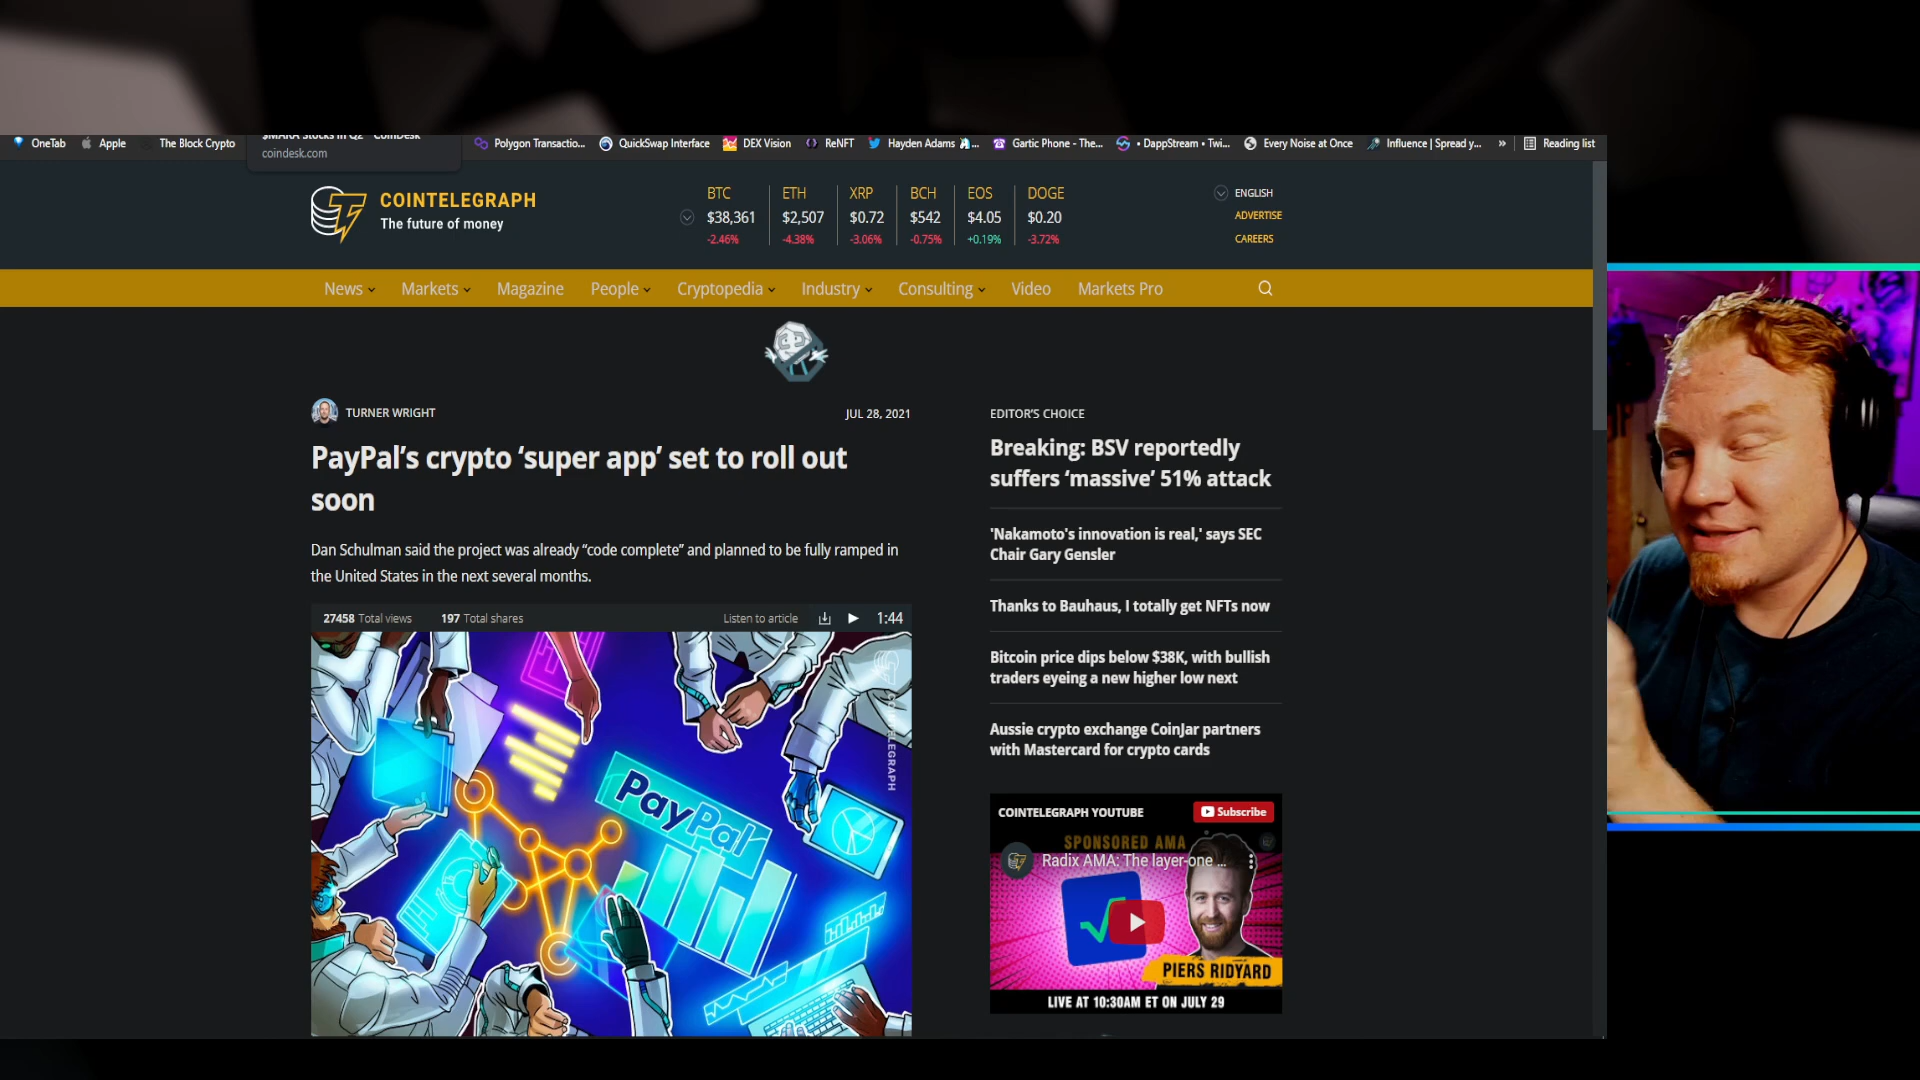 OneTab
Apple
The Block Crypto
$MARA Stocks in Q2 - CoinDesk
coindesk.com
Polygon Transactio...
QuickSwap Interface
DEX Vision
ReNFT
Hayden Adams
Gartic Phone - The...
• DappStream • Twi...
Every Noise at Once
Influence | Spread y...
»
Reading list
COINTELEGRAPH
The future of money
BTC
$38,361
-2.46%
ETH
$2,507
-4.38%
XRP
$0.72
-3.06%
BCH
$542
-0.75%
EOS
$4.05
+0.19%
DOGE
$0.20
-3.72%
ENGLISH
ADVERTISE
CAREERS
News
Markets
Magazine
People
Cryptopedia
Industry
Consulting
Video
Markets Pro
TURNER WRIGHT
JUL 28, 2021
PayPal's crypto ‘super app’ set to roll out
soon
Dan Schulman said the project was already “code complete” and planned to be fully ramped in
the United States in the next several months.
27458 Total views
197 Total shares
Listen to article
1:44
PayPal
COINTELEGRAPH
EDITOR'S CHOICE
Breaking: BSV reportedly
suffers ‘massive’ 51% attack
'Nakamoto's innovation is real,' says SEC
Chair Gary Gensler
Thanks to Bauhaus, I totally get NFTs now
Bitcoin price dips below $38K, with bullish
traders eyeing a new higher low next
Aussie crypto exchange CoinJar partners
with Mastercard for crypto cards
COINTELEGRAPH YOUTUBE
Subscribe
SPONSORED AMA
Radix AMA: The layer-one ...
PIERS RIDYARD
LIVE AT 10:30AM ET ON JULY 29